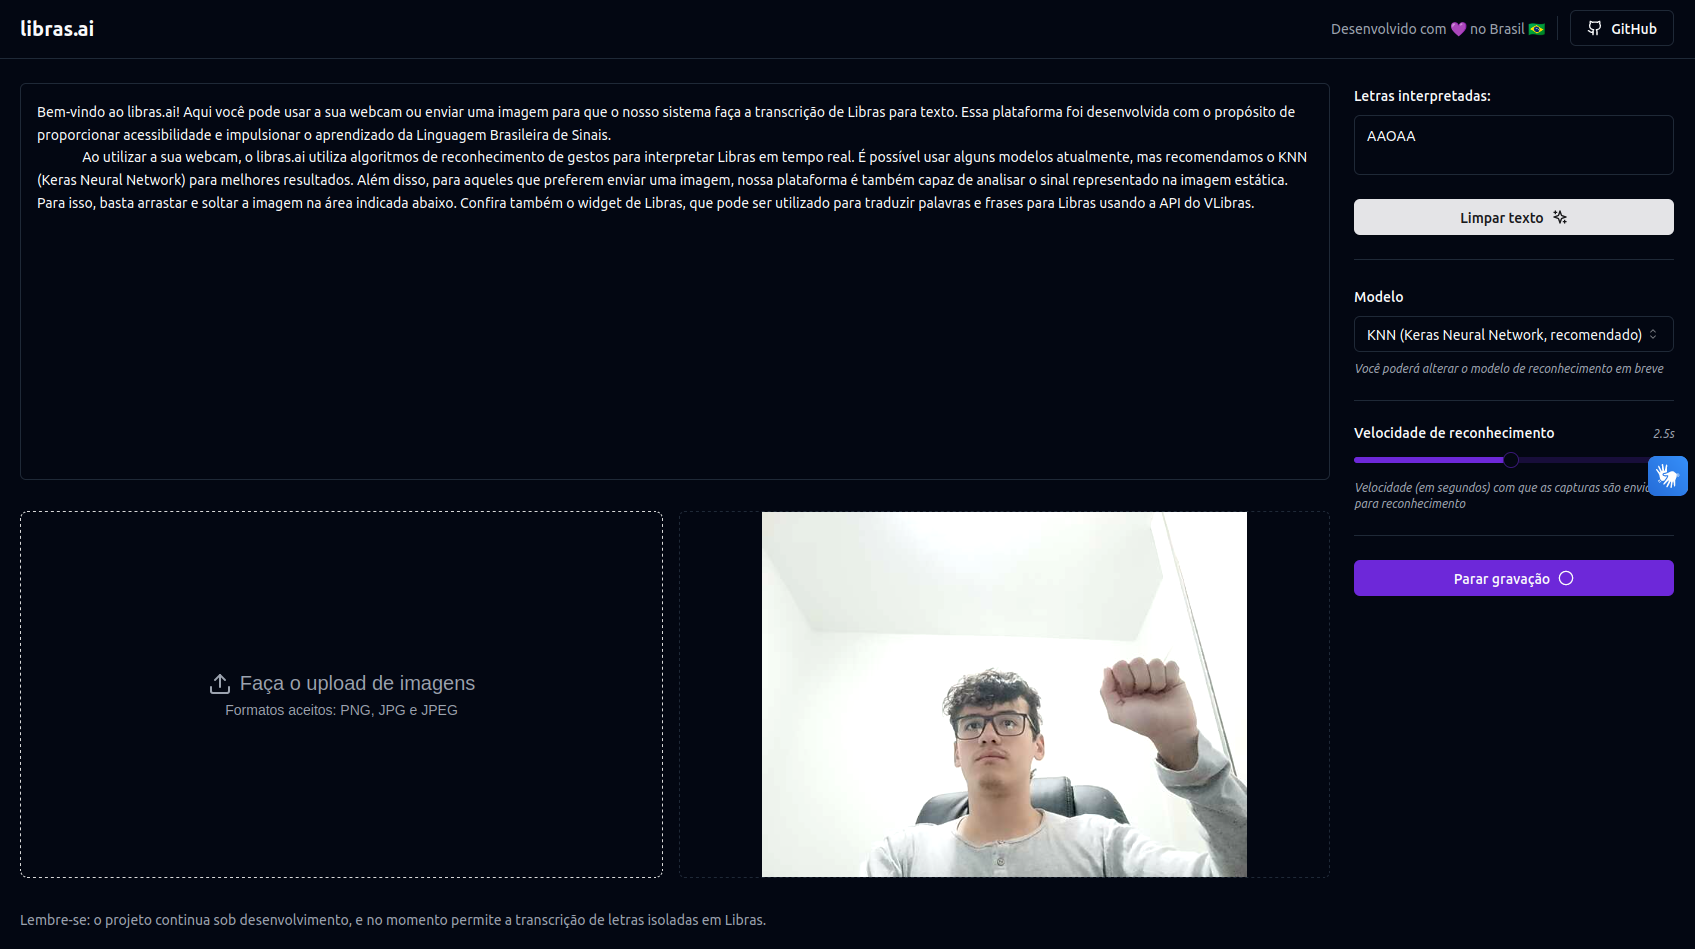 libras.ai
Desenvolvido com 💜 no Brasil 🇧🇷
GitHub
Bem-vindo ao libras.ai! Aqui você pode usar a sua webcam ou enviar uma imagem para que o nosso sistema faça a transcrição de Libras para texto. Essa plataforma foi desenvolvida com o propósito de
proporcionar acessibilidade e impulsionar o aprendizado da Linguagem Brasileira de Sinais.
Ao utilizar a sua webcam, o libras.ai utiliza algoritmos de reconhecimento de gestos para interpretar Libras em tempo real. É possível usar alguns modelos atualmente, mas recomendamos o KNN
(Keras Neural Network) para melhores resultados. Além disso, para aqueles que preferem enviar uma imagem, nossa plataforma é também capaz de analisar o sinal representado na imagem estática.
Para isso, basta arrastar e soltar a imagem na área indicada abaixo. Confira também o widget de Libras, que pode ser utilizado para traduzir palavras e frases para Libras usando a API do VLibras.
Letras interpretadas:
AAOAA
Limpar texto
Modelo
KNN (Keras Neural Network, recomendado)
Você poderá alterar o modelo de reconhecimento em breve
Velocidade de reconhecimento
2.5s
Velocidade (em segundos) com que as capturas são
para reconhecimento
Parar gravação
Faça o upload de imagens
Formatos aceitos: PNG, JPG e JPEG
Lembre-se: o projeto continua sob desenvolvimento, e no momento permite a transcrição de letras isoladas em Libras.